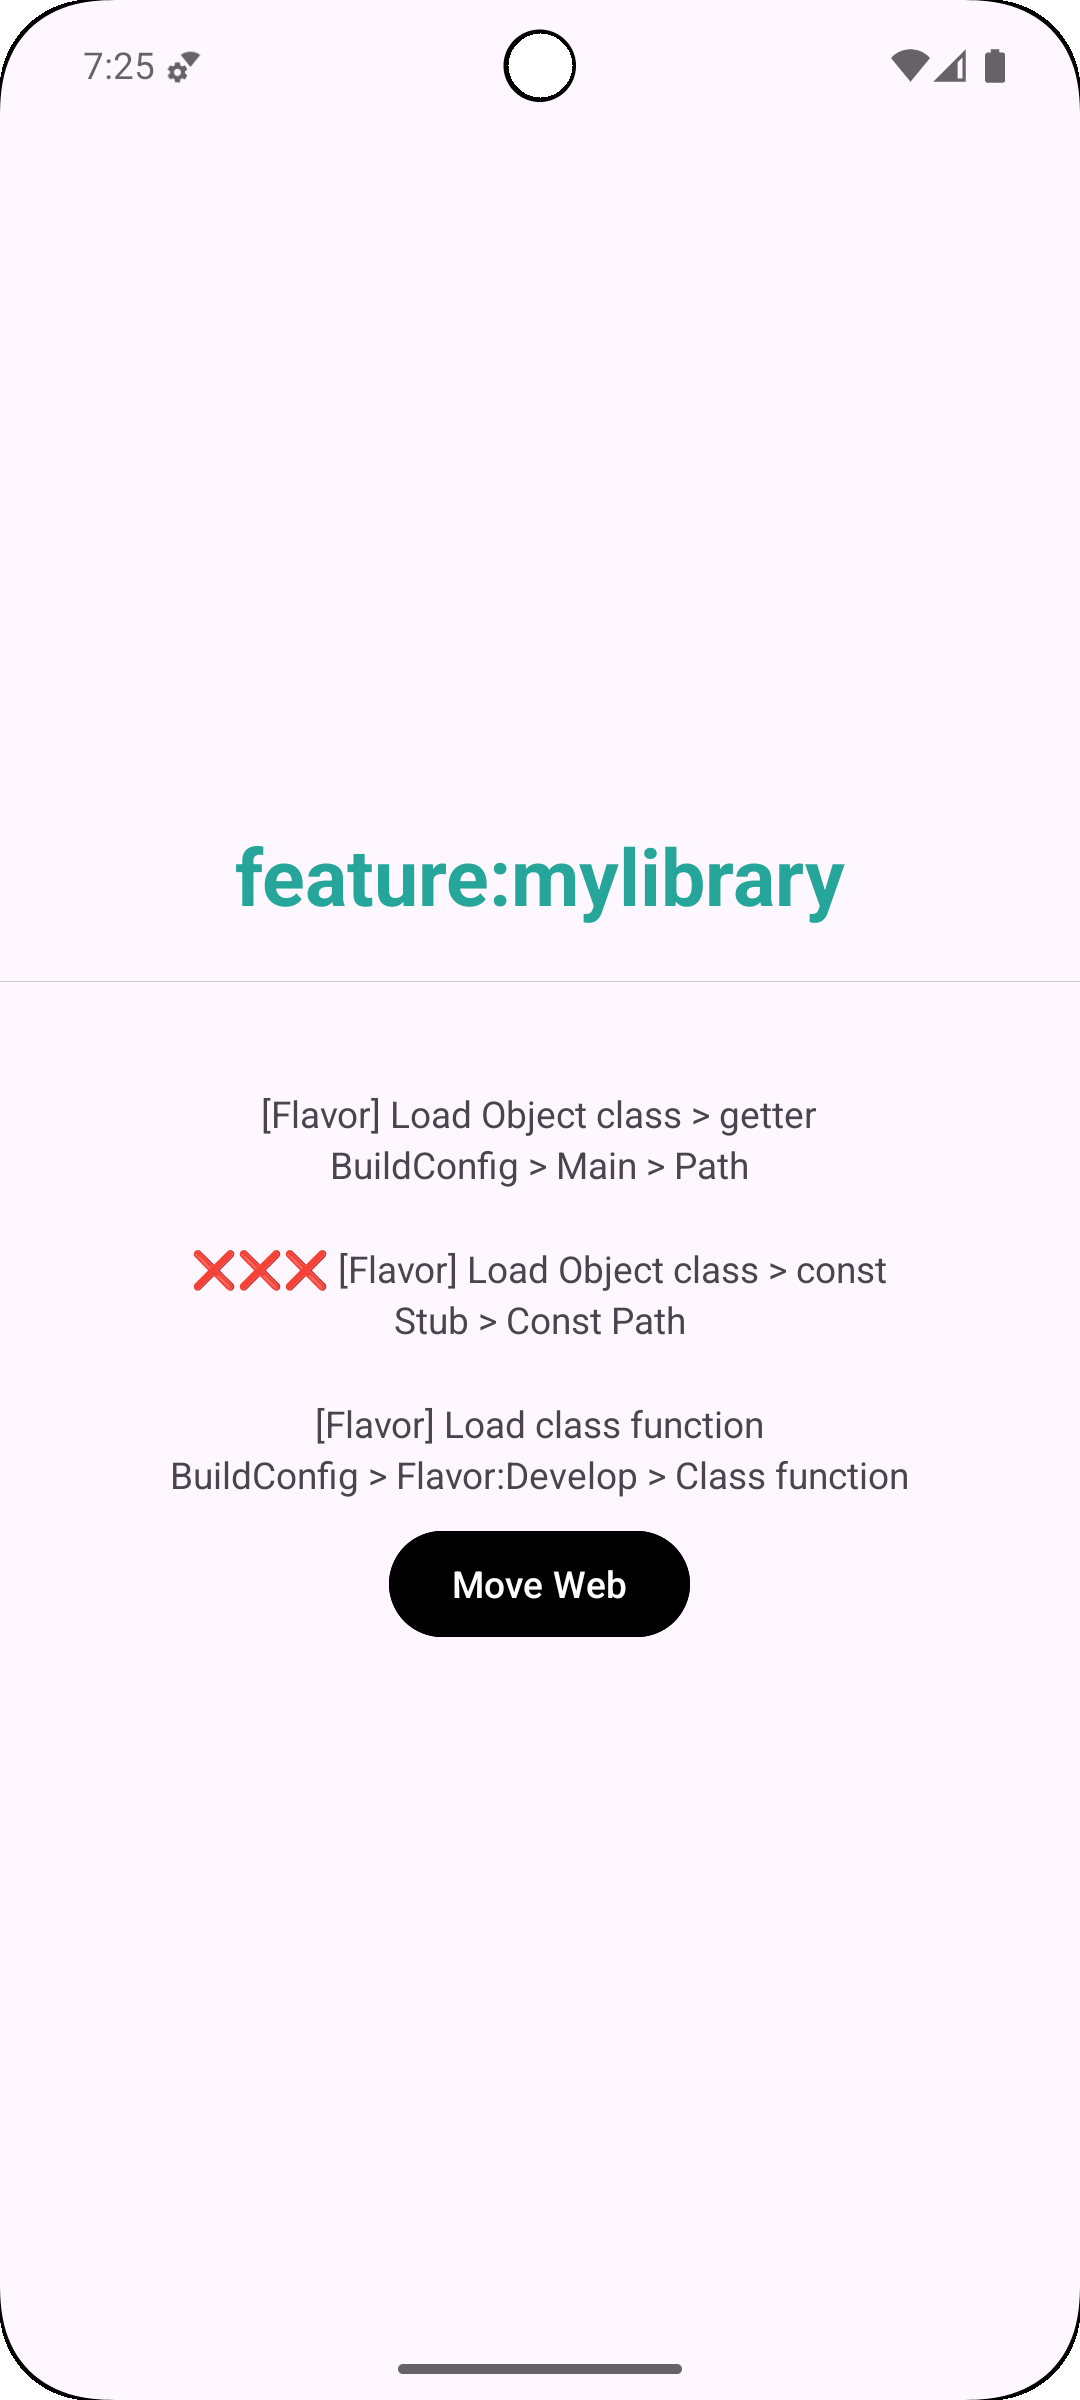 7:25
feature:mylibrary
[Flavor] Load Object class > getter
BuildConfig > Main > Path
❌❌❌ [Flavor] Load Object class > const
Stub > Const Path
[Flavor] Load class function
BuildConfig > Flavor:Develop > Class function
Move Web